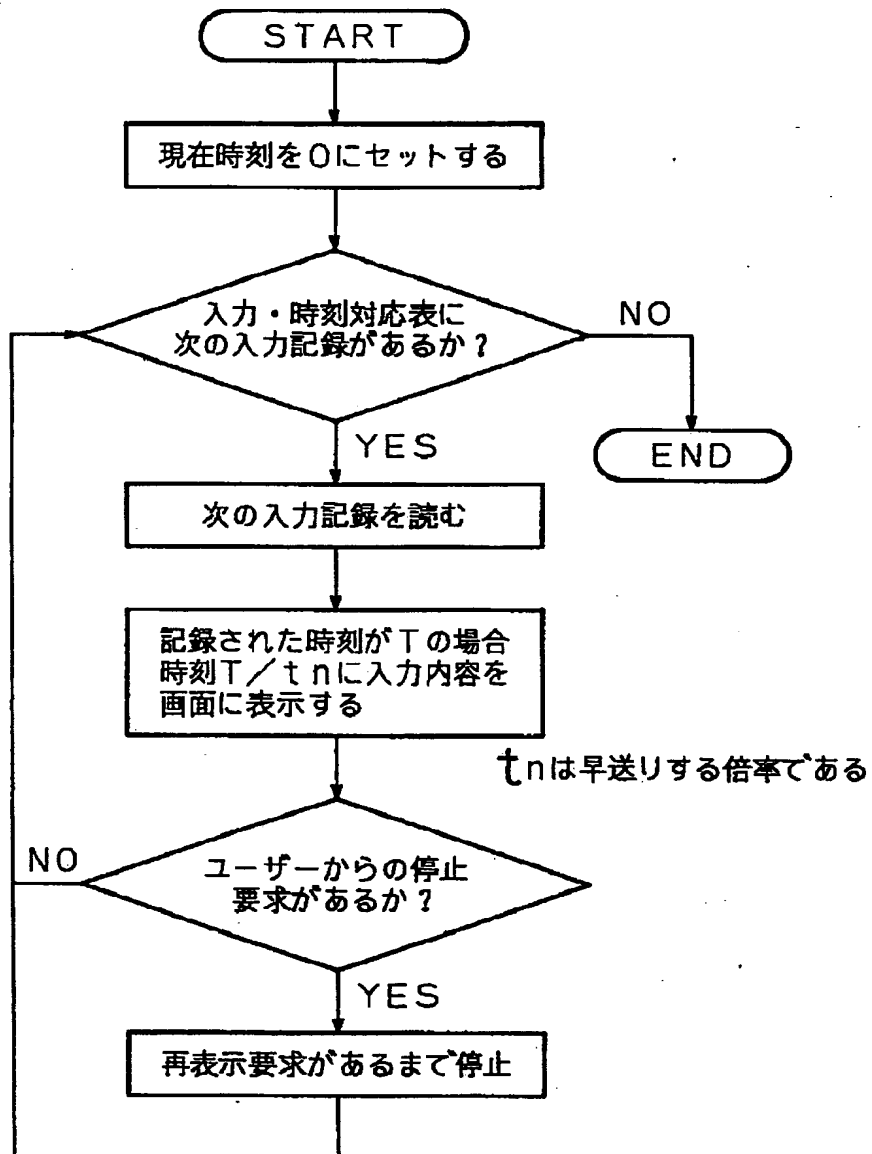 START
現在時刻を0にセットする
入力・時刻対応表に
次の入力記録があるか?
NO
YES
END
次の入力記録を読む
記録された時刻がTの場合
時刻T/tnに入力内容を
画面に表示する
tnは早送りする倍率である
NO
ユーザーからの停止
要求があるか?
YES
再表示要求があるまで停止